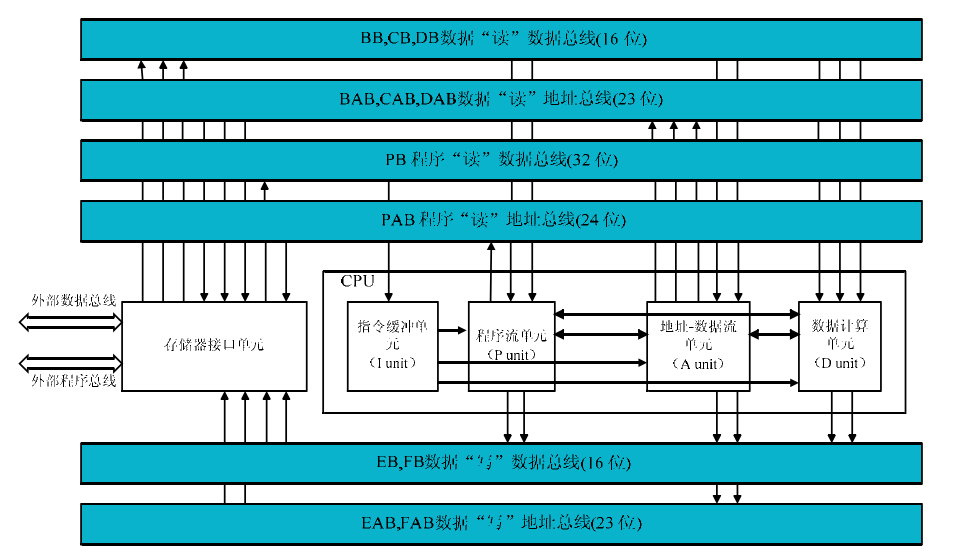 BB,CB,DB数据“读”数据总线(16 位)
BAB,CAB,DAB数据“读”地址总线(23 位)
PB 程序“读”数据总线(32 位)
PAB 程序“读”地址总线(24 位)
CPU
外部数据总线
外部程序总线
存储器接口单元
指令缓冲单
元
（I unit）
程序流单元
（P unit）
地址-数据流
单元
（A unit）
数据计算
单元
（D unit）
EB,FB数据“写”数据总线(16 位)
EAB,FAB数据“写”地址总线(23 位)